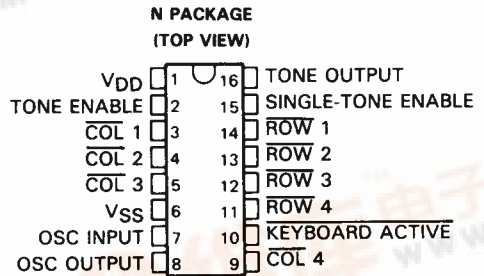 N PACKAGE
(TOP VIEW)
VDD 1 16 TONE OUTPUT
TONE ENABLE 2 15 SINGLE-TONE ENABLE
COL 1 3 14 ROW 1
COL 2 4 13 ROW 2
COL 3 5 12 ROW 3
VSS 6 11 ROW 4
OSC INPUT 7 10 KEYBOARD ACTIVE
OSC OUTPUT 8 9 COL 4